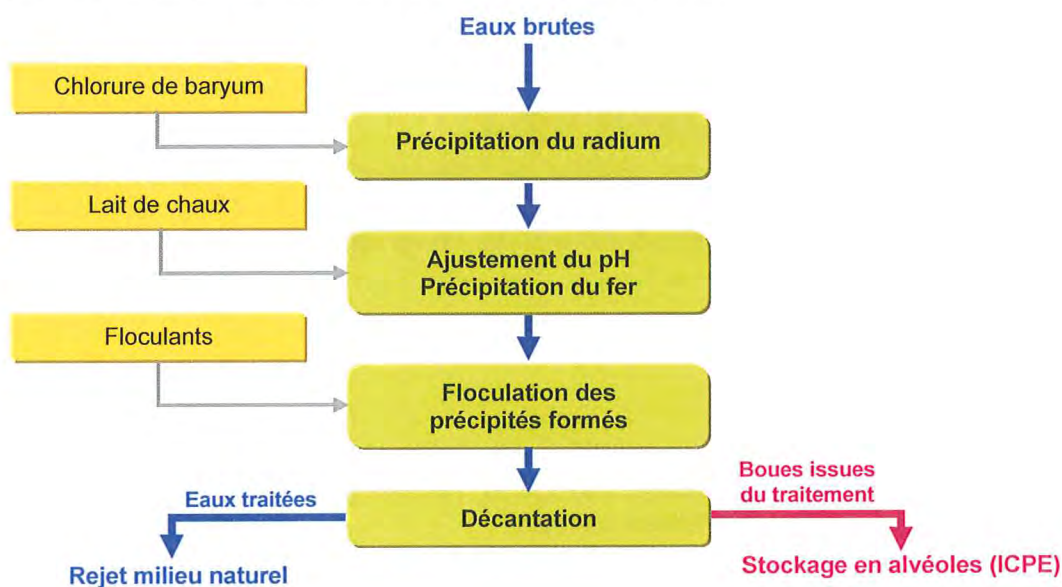 Eaux brutes
Chlorure de baryum
Précipitation du radium
Lait de chaux
Ajustement du pH
Précipitation du fer
Floculants
Floculation des
précipités formés
Boues issues
du traitement
Eaux traitées
Décantation
Rejet milieu naturel
Stockage en alvéoles (ICPE)